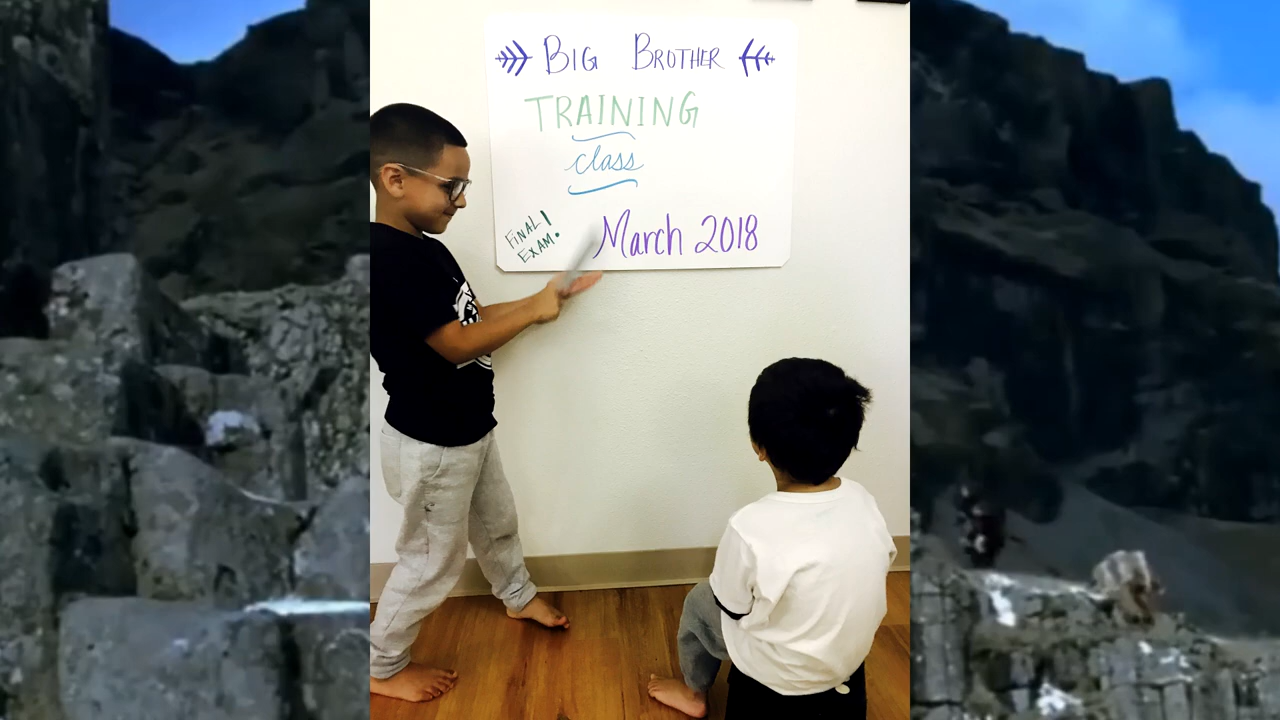 BIG BROTHER
TRAINING
class
FINAL!
EXAM!
March 2018